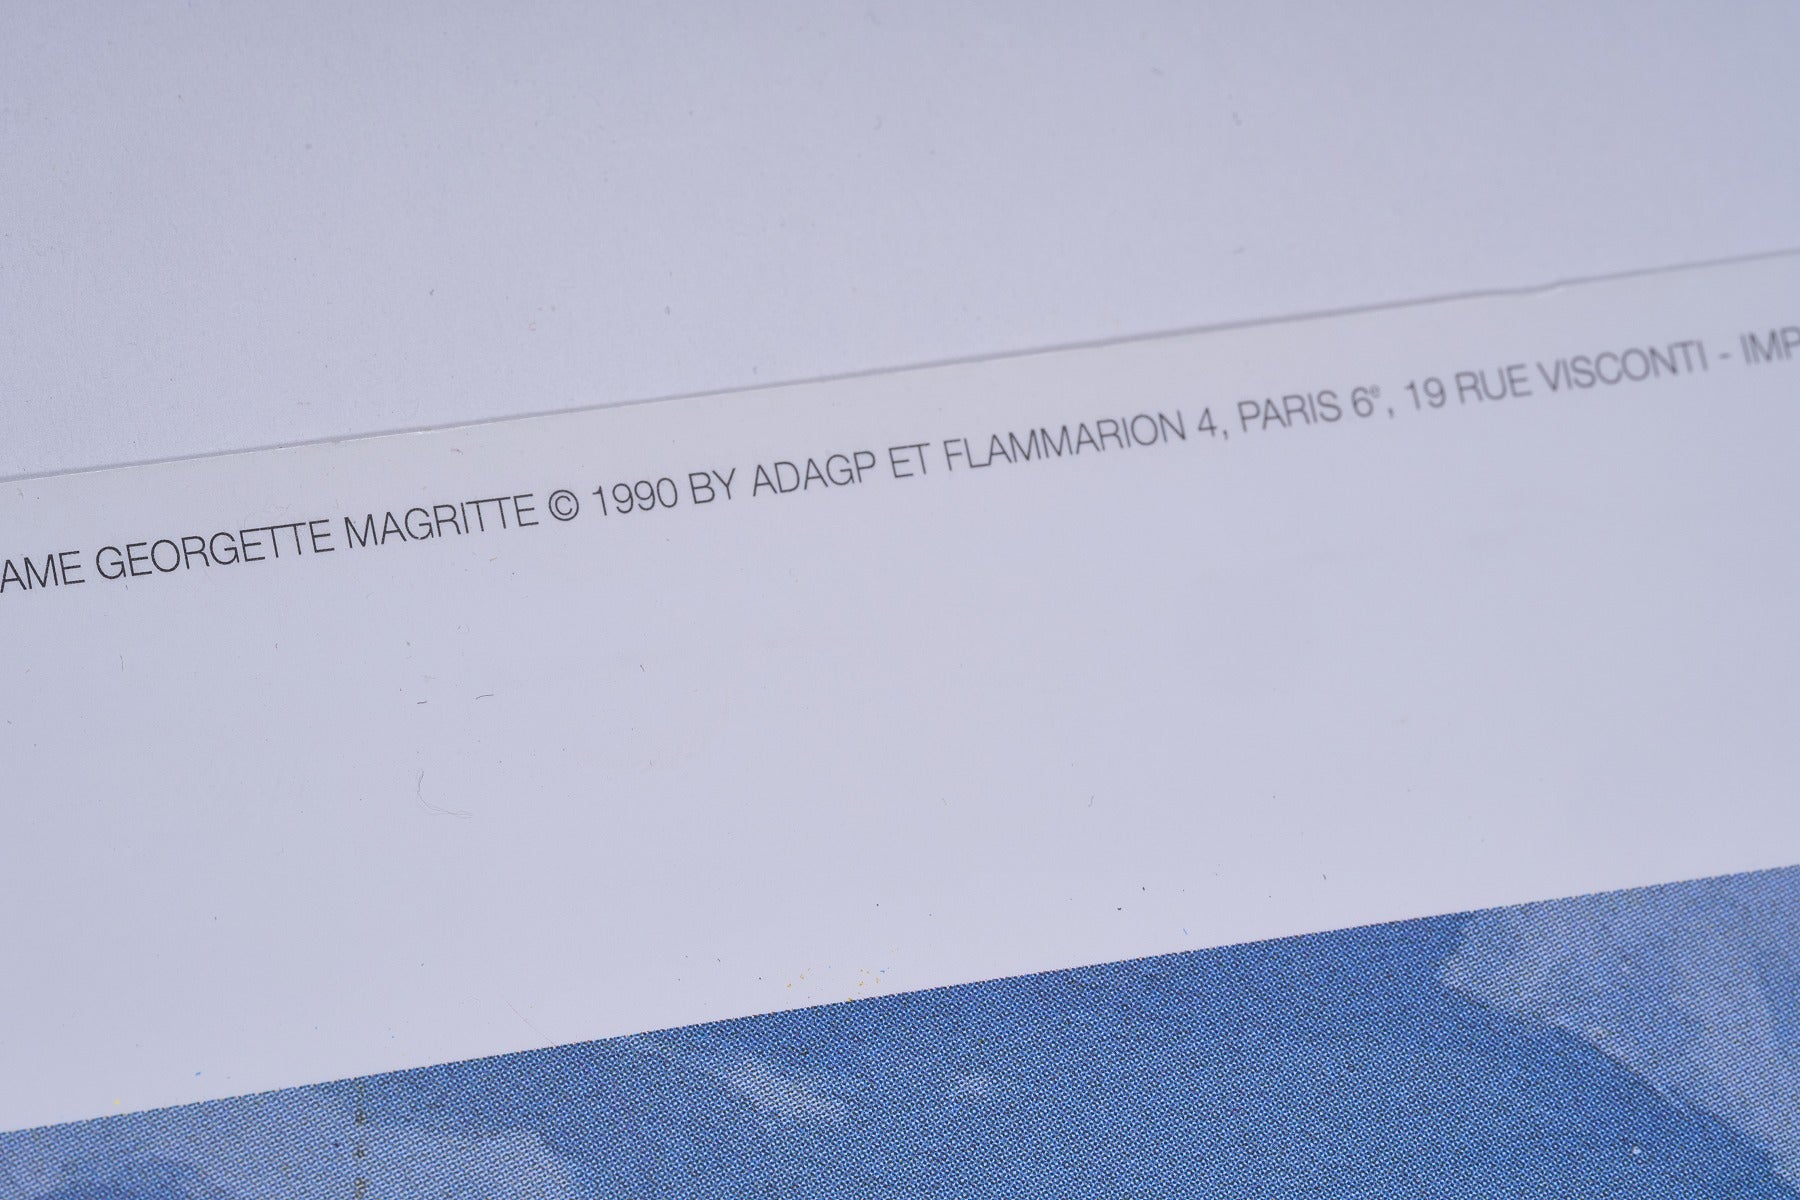 AME GEORGETTE MAGRITTE © 1990 BY ADAGP ET FLAMMARION 4, PARIS 6e, 19 RUE VISCONTI - IMP